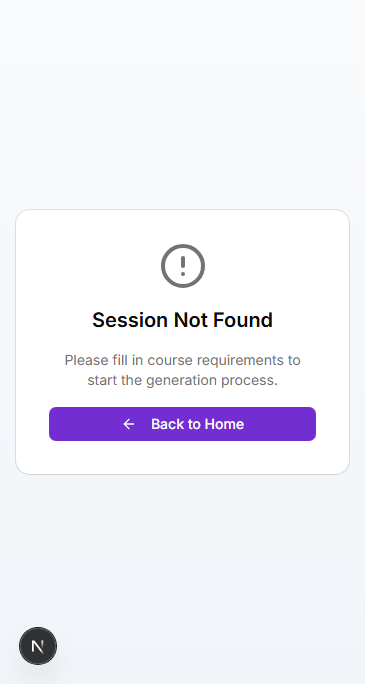 Session Not Found
Please fill in course requirements to
start the generation process.
Back to Home
N